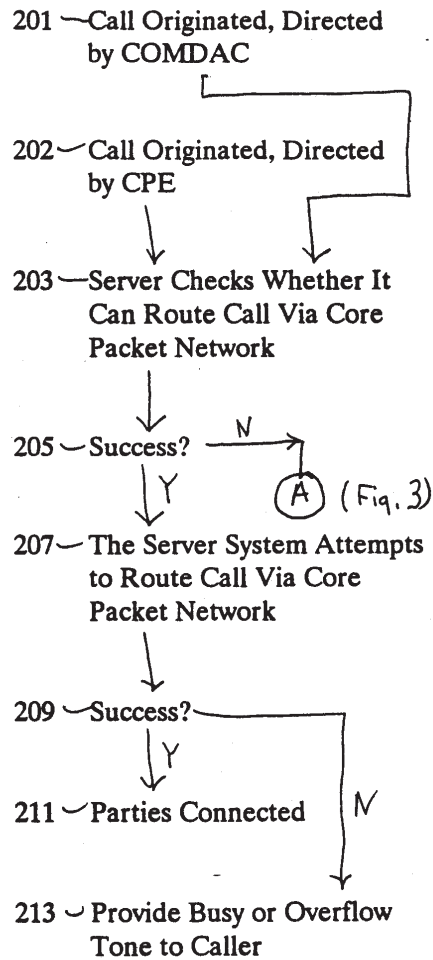 201 Call Originated, Directed
by COMDAC
202 Call Originated, Directed
by CPE
203 Server Checks Whether It
Can Route Call Via Core
Packet Network
205 Success? N
A (Fig. 3)
Y
207 The Server System Attempts
to Route Call Via Core
Packet Network
209 Success?
Y
211 Parties Connected
N
213 Provide Busy or Overflow
Tone to Caller